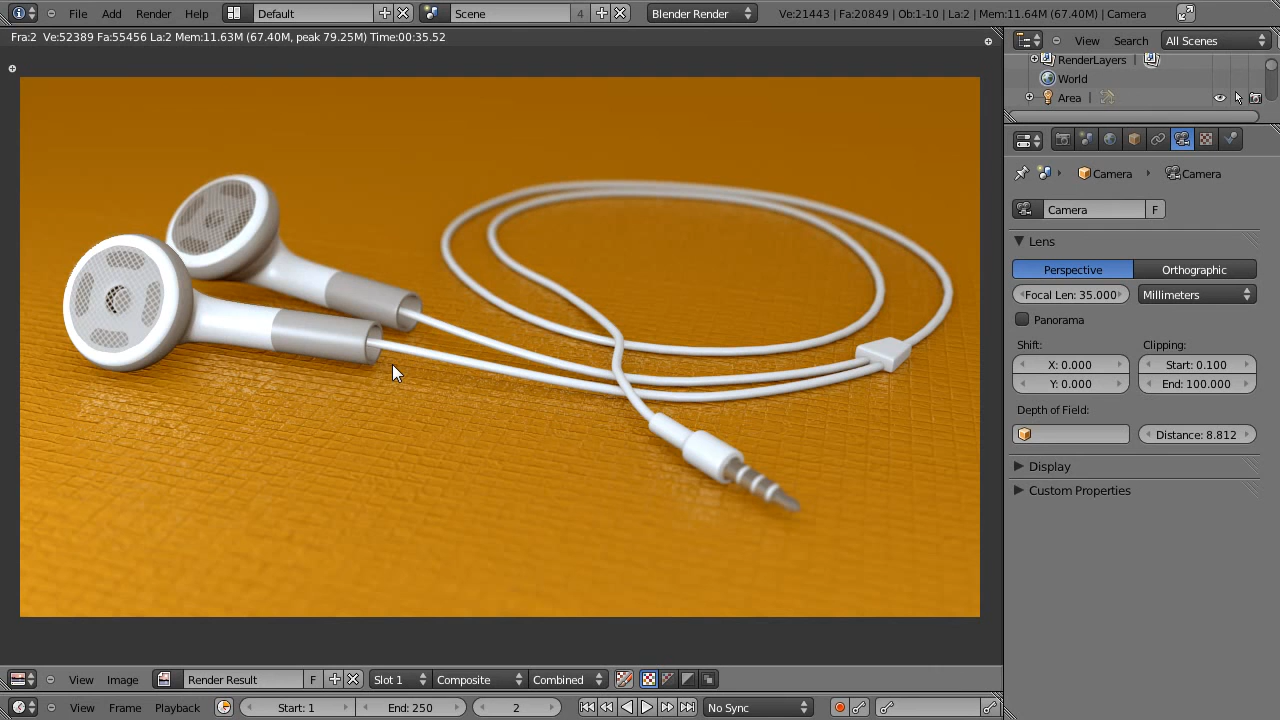 File Add Render Help Default Scene 4 Blender Render Ve:21443 | Fa:20849 | Ob:1-10 | La:2 | Mem:11.64M (67.40M) | Camera
Fra:2 Ve:52389 Fa:55456 La:2 Mem:11.63M (67.40M, peak 79.25M) Time:00:35.52
View Search All Scenes
RenderLayers |
World
Area |
Camera Camera
Camera F
Lens
Perspective Orthographic
Focal Len: 35.000 Millimeters
Panorama
Shift: Clipping:
X: 0.000 Start: 0.100
Y: 0.000 End: 100.000
Depth of Field:
Distance: 8.812
Display
Custom Properties
View Image Render Result F Slot 1 Composite Combined
View Frame Playback Start: 1 End: 250 2 No Sync